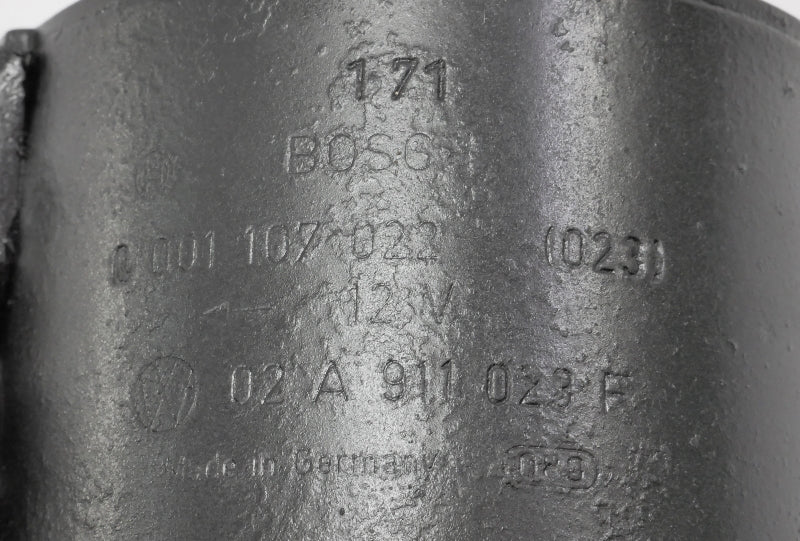 171
BOSCH
0 001 107 022 (023)
12 V
02 A 911 023 F
Made in Germany